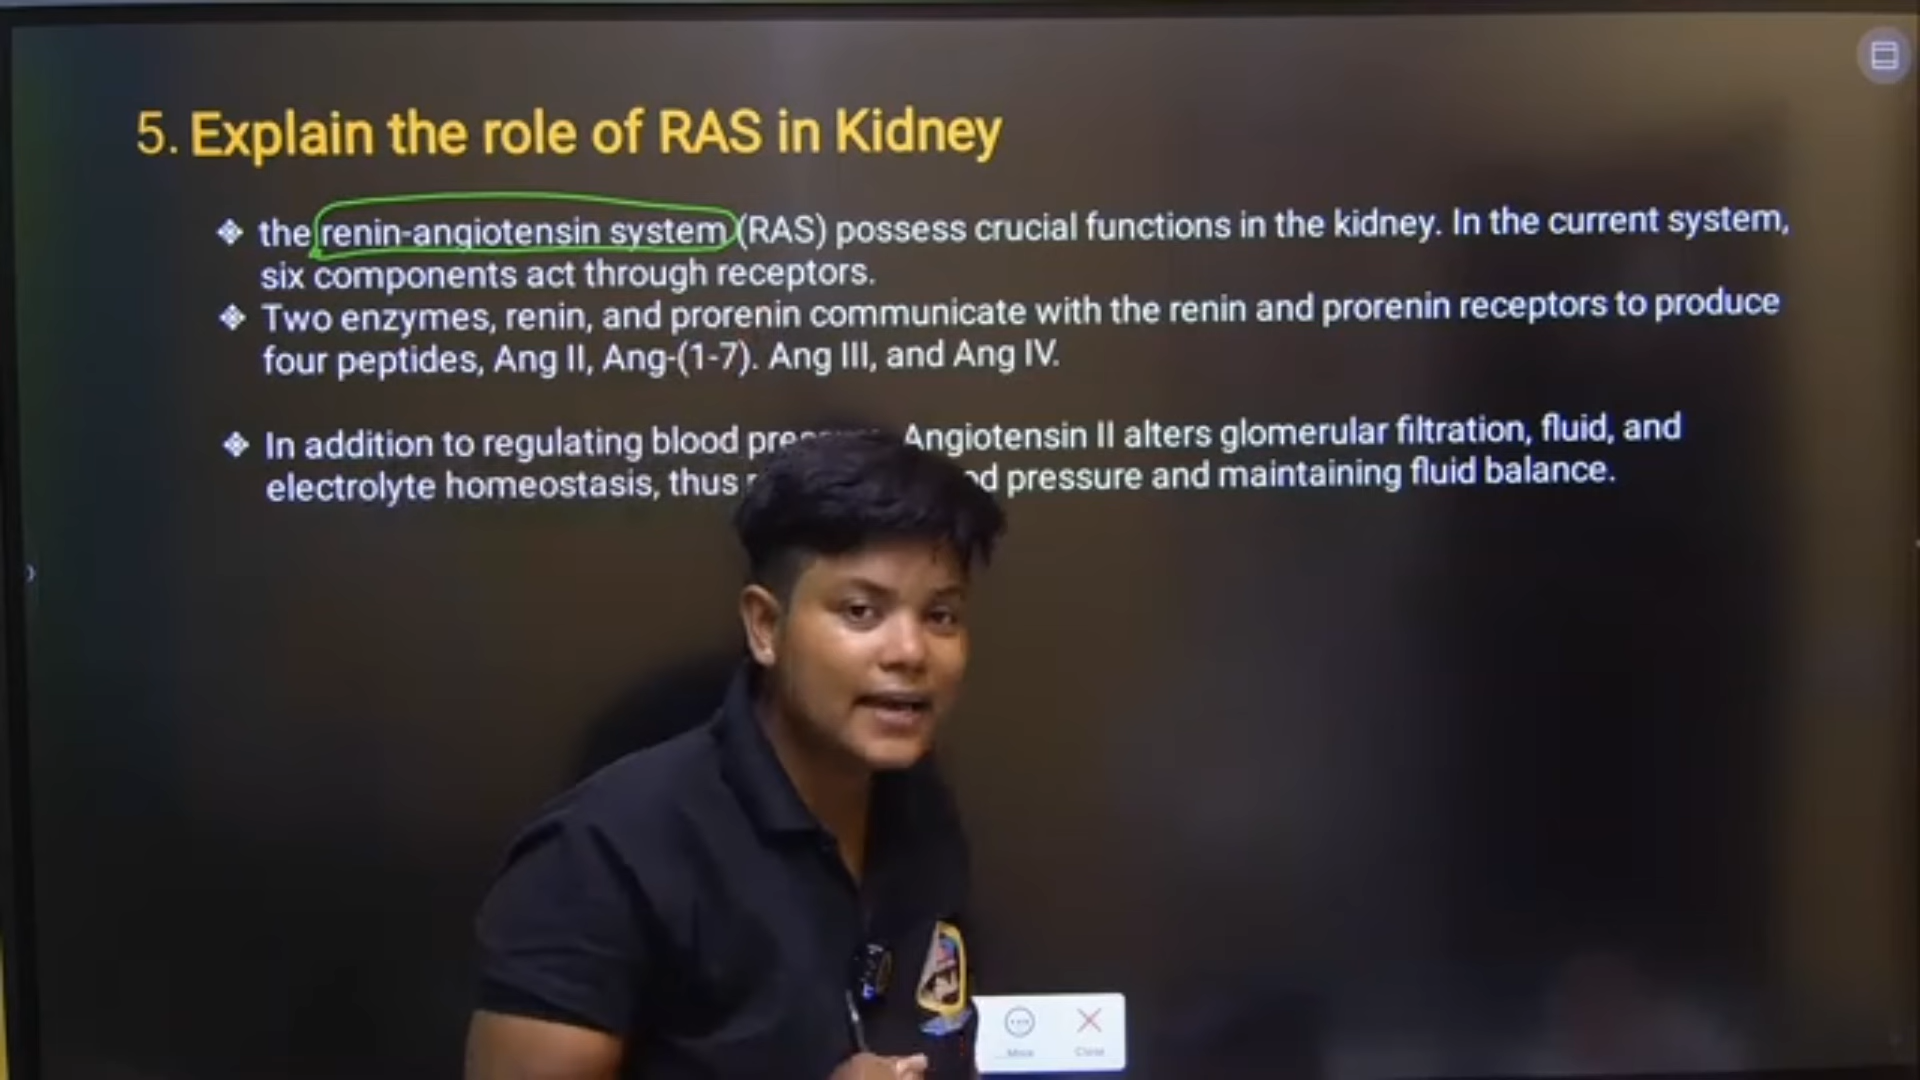 5. Explain the role of RAS in Kidney
the renin-angiotensin system (RAS) possess crucial functions in the kidney. In the current system,
six components act through receptors.
Two enzymes, renin, and prorenin communicate with the renin and prorenin receptors to produce
four peptides, Ang II, Ang-(1-7). Ang III, and Ang IV.
In addition to regulating blood Angiotensin II alters glomerular filtration, fluid, and
electrolyte homeostasis, thus pressure and maintaining fluid balance.
More Close